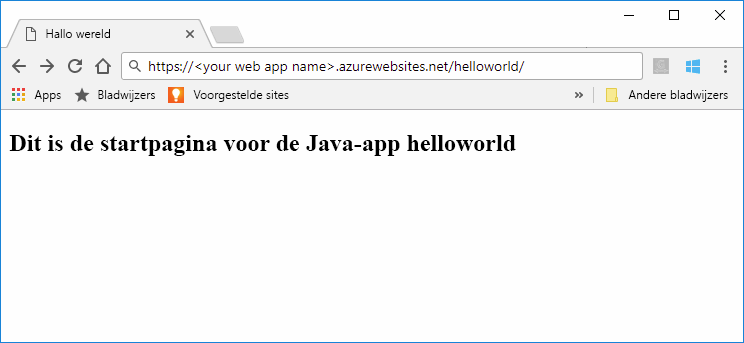 Hallo wereld
https://<your web app name>.azurewebsites.net/helloworld/
Apps Bladwijzers Voorgestelde sites » Andere bladwijzers
Dit is de startpagina voor de Java-app helloworld